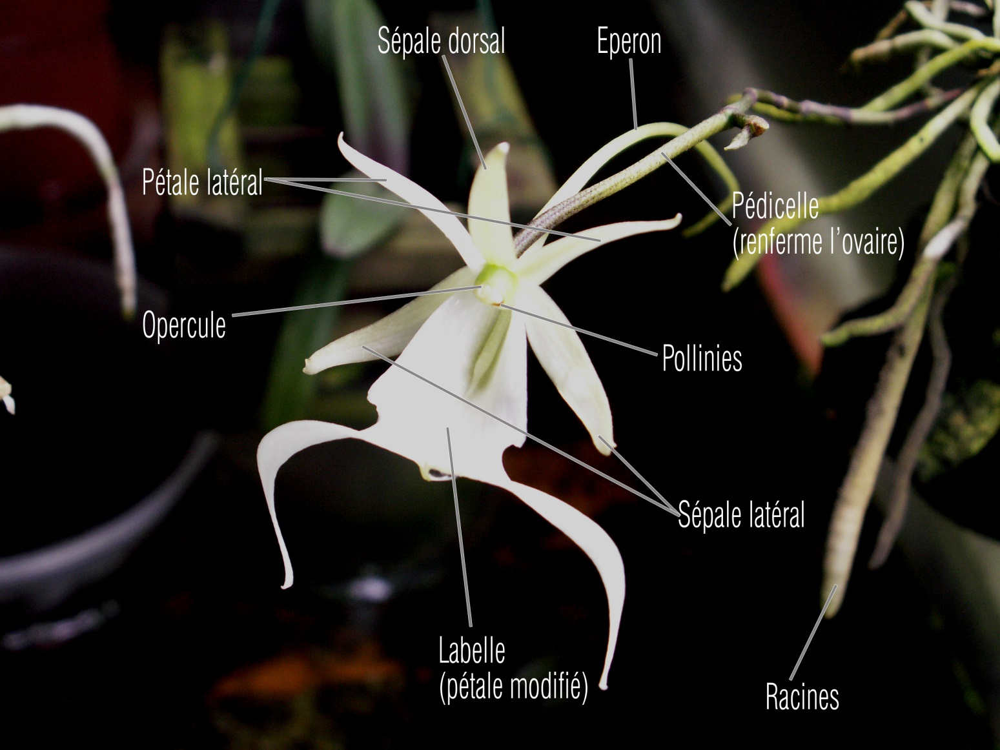 Sépale dorsal
Eperon
Pétale latéral
Pédicelle
(renferme l'ovaire)
Opercule
Pollinies
Sépale latéral
Labelle
(pétale modifié)
Racines